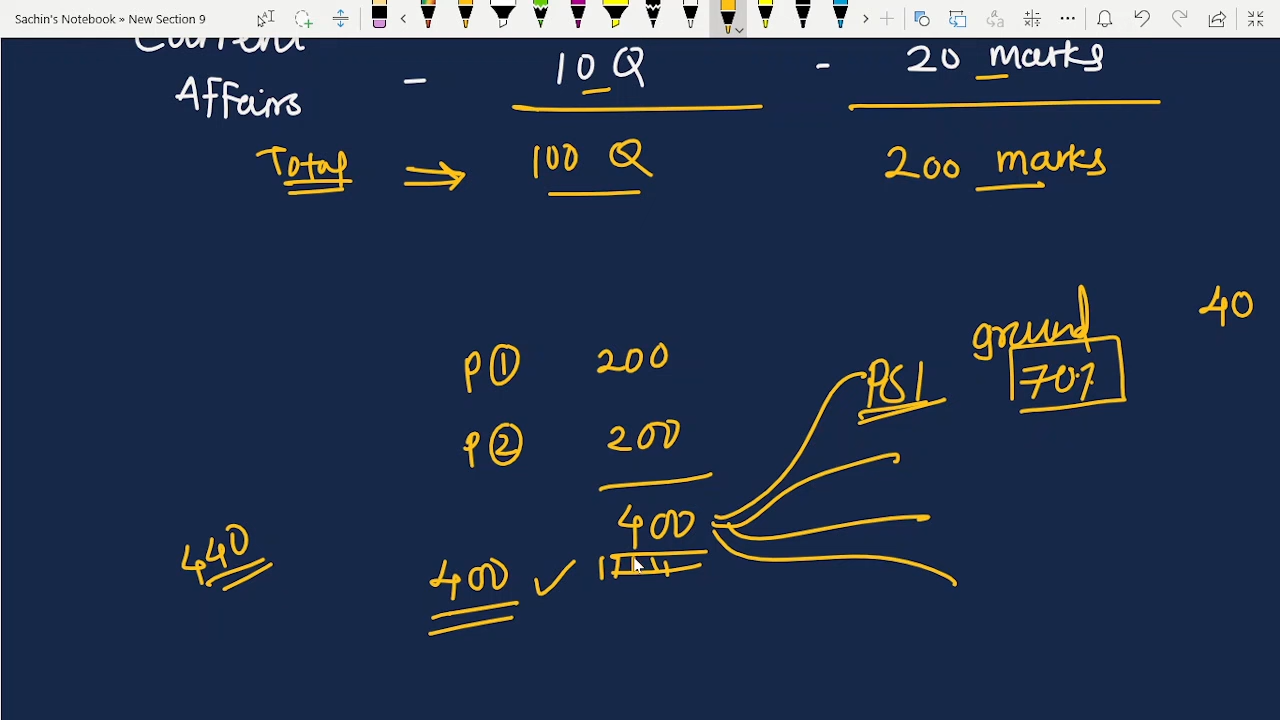 Sachin's Notebook » New Section 9
Current
Affairs - 10 Q - 20 marks
Total ⇒ 100 Q 200 marks
ground 40
P① 200
PSI 70%
P② 200
400
440
400 ✓